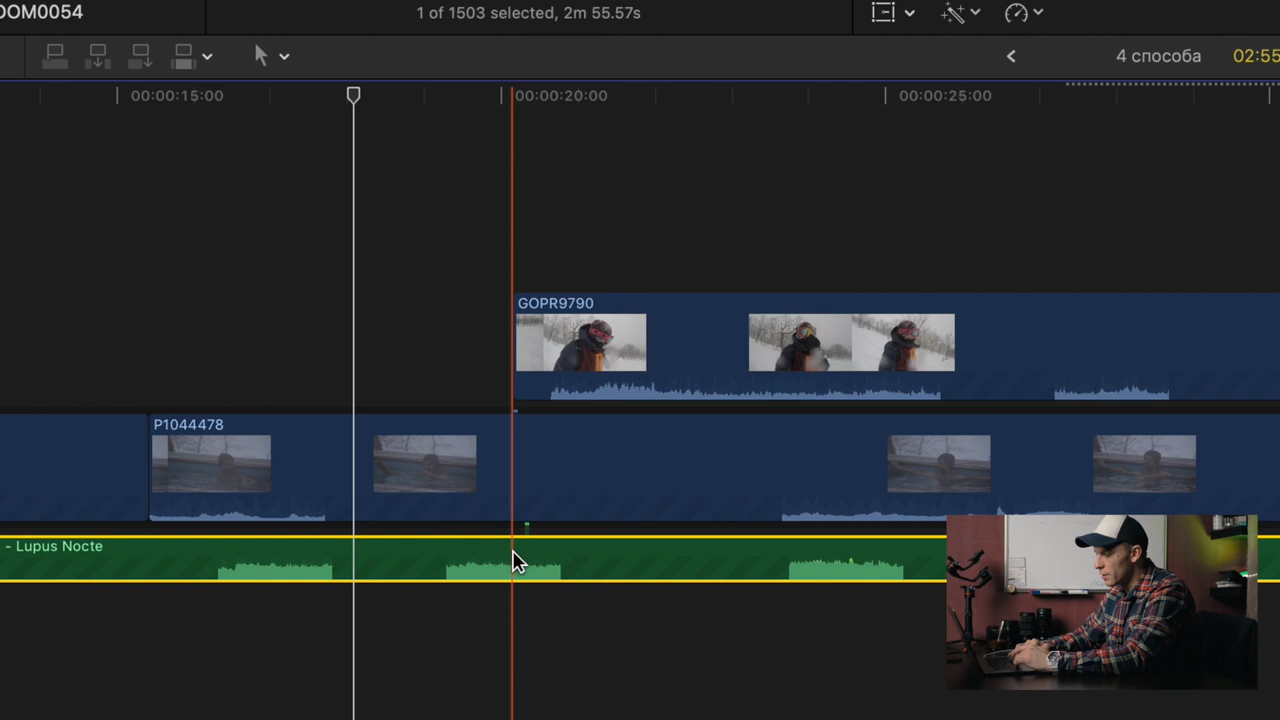 OOM0054
1 of 1503 selected, 2m 55.57s
4 способа
02:55
00:00:15:00
00:00:20:00
00:00:25:00
GOPR9790
P1044478
- Lupus Nocte